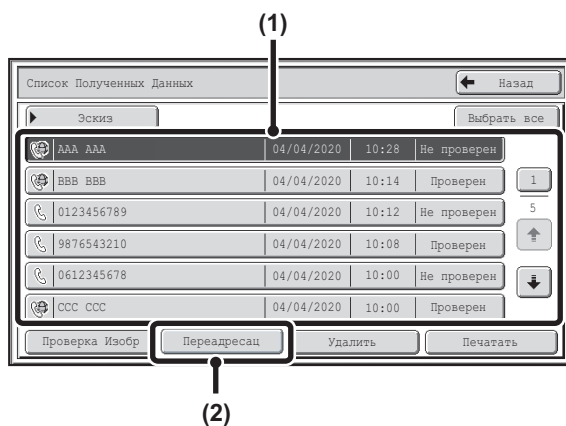 (1)
Список Полученных Данных
Назад
Эскиз
Выбрать все
AAA AAA 04/04/2020 10:28 Не проверен
BBB BBB 04/04/2020 10:14 Проверен
1
0123456789 04/04/2020 10:12 Не проверен
5
9876543210 04/04/2020 10:08 Проверен
0612345678 04/04/2020 10:00 Не проверен
CCC CCC 04/04/2020 10:00 Проверен
Проверка Изобр
Переадресац
Удалить
Печатать
(2)